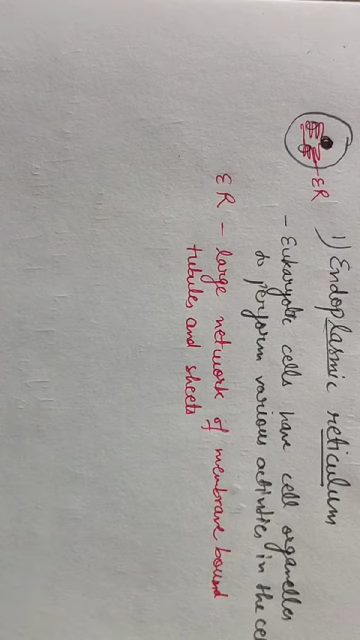 ER
1) Endoplasmic reticulum
- Eukaryotic cells have cell organelles
to perform various activities in the ce
ER - large network of membrane bound
tubules and sheets